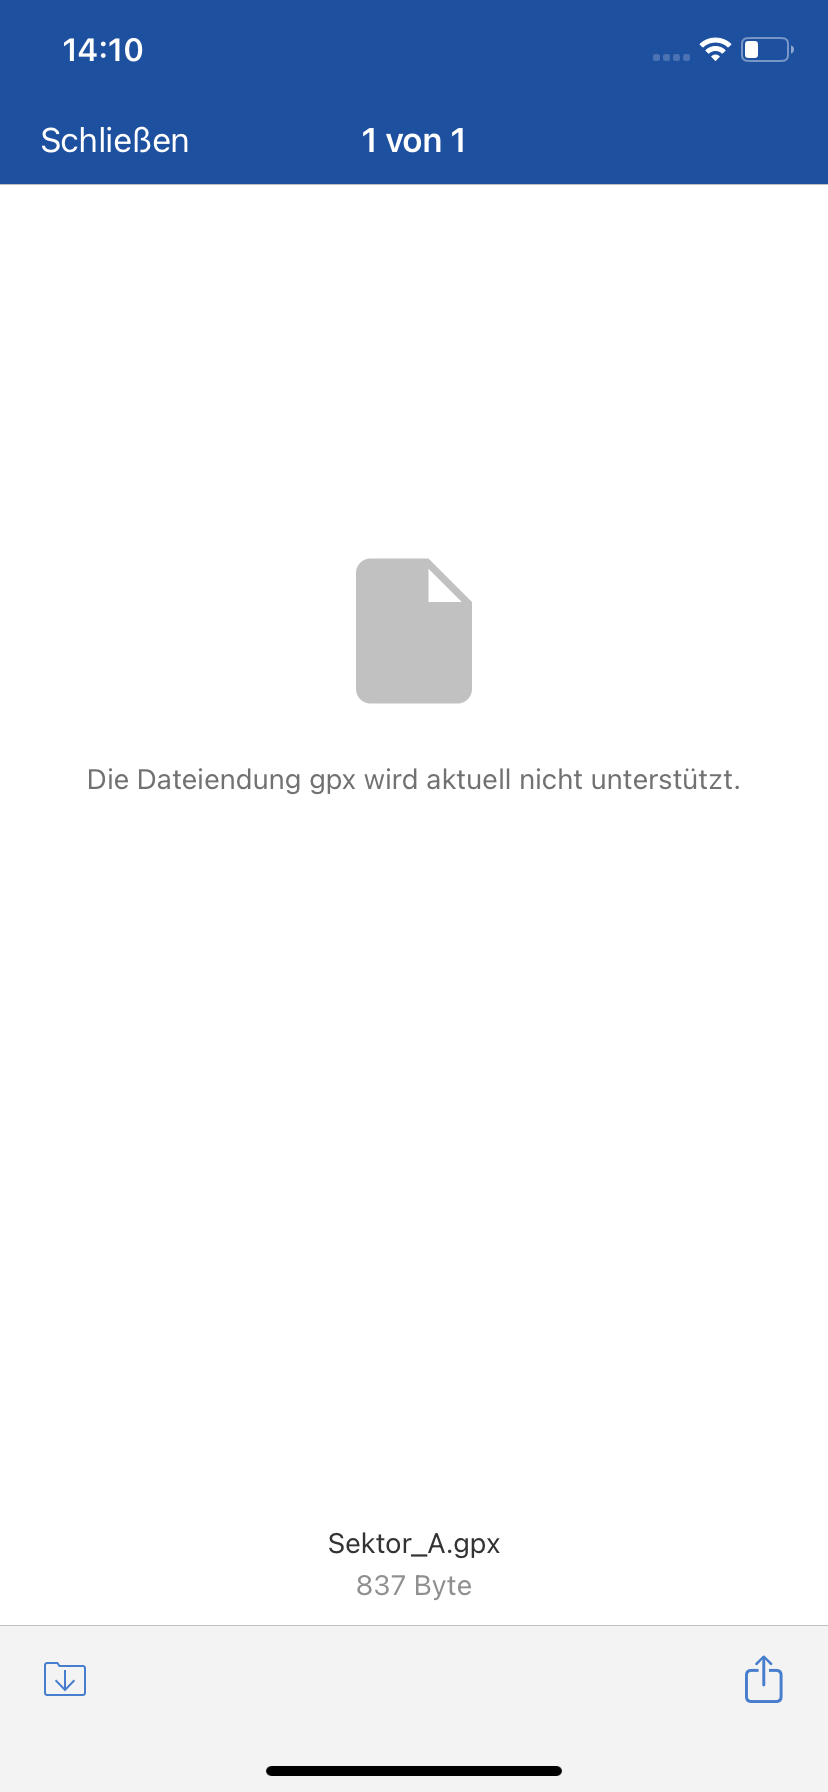 14:10
Schließen
1 von 1
Die Dateiendung gpx wird aktuell nicht unterstützt.
Sektor_A.gpx
837 Byte